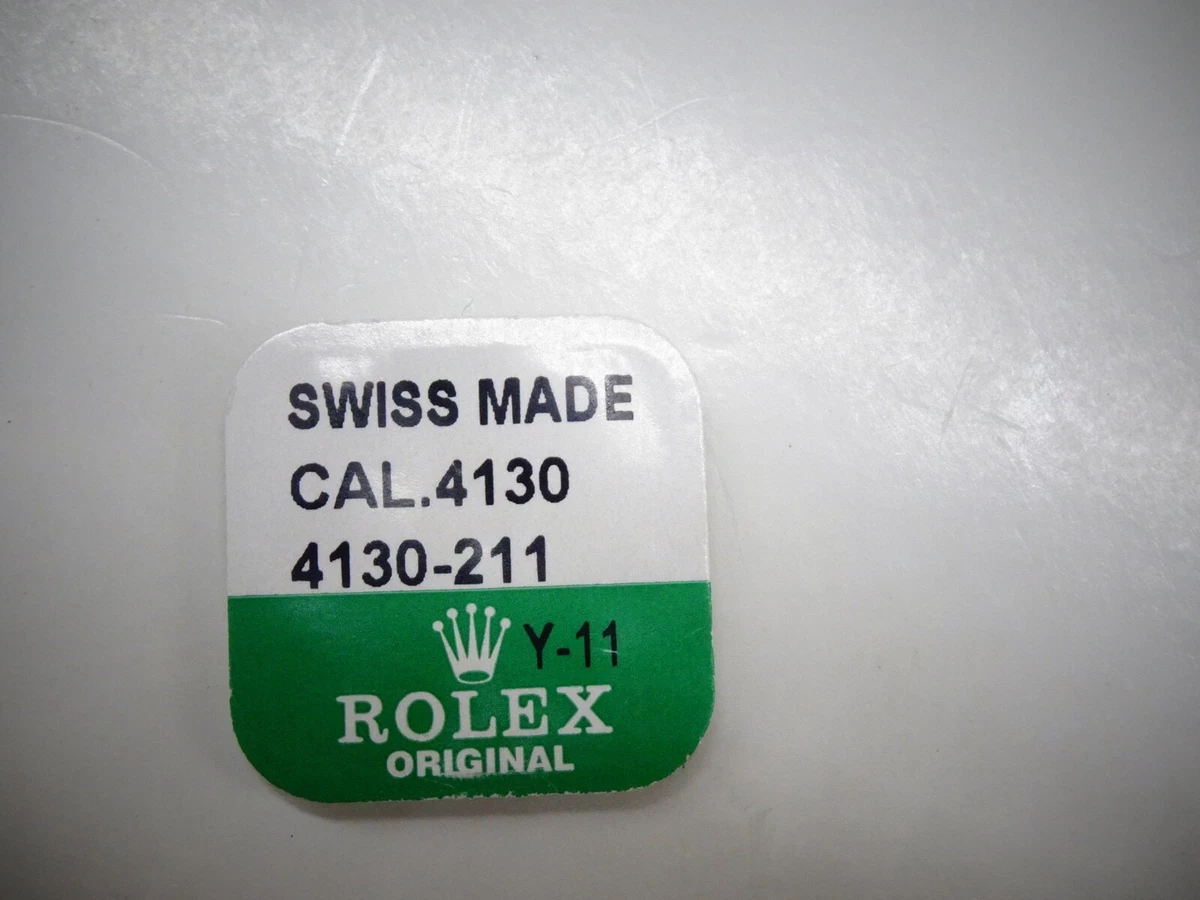 SWISS MADE
CAL.4130
4130-211
Y-11
ROLEX
ORIGINAL